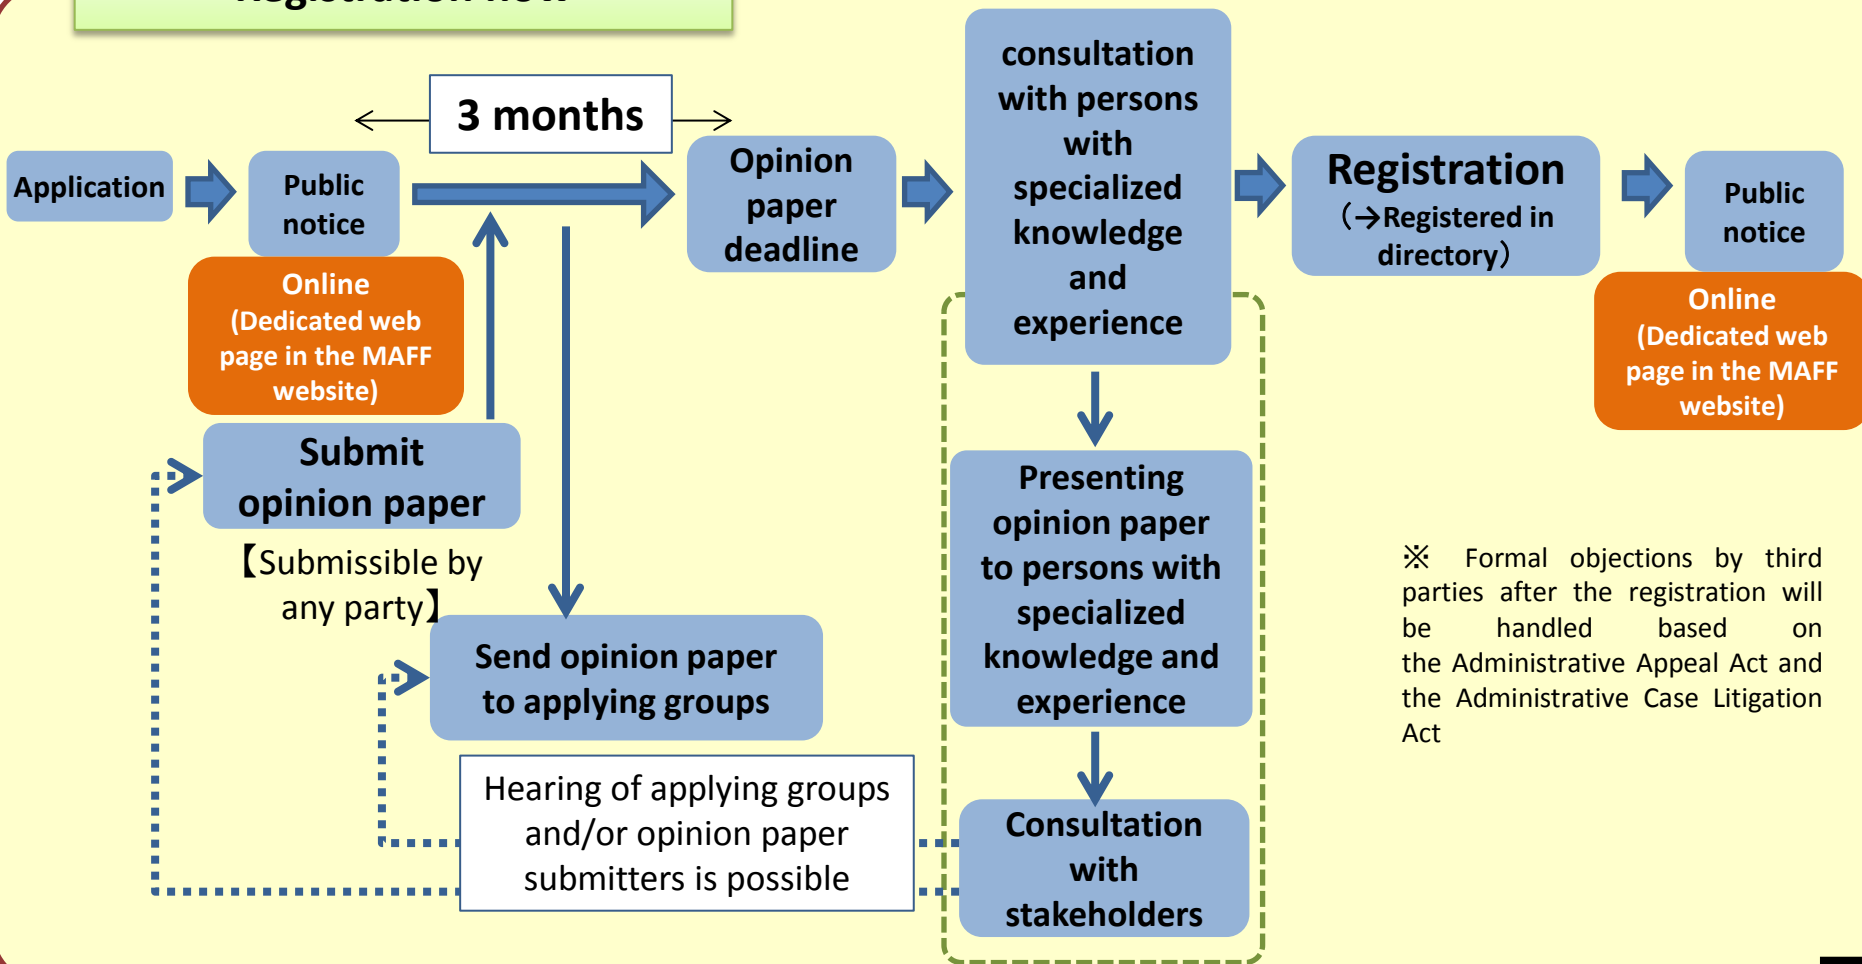 3 months
Application
Public
notice
Online
(Dedicated web
page in the MAFF
website)
Submit
opinion paper
【Submissible by
any party】
Send opinion paper
to applying groups
Hearing of applying groups
and/or opinion paper
submitters is possible
Opinion
paper
deadline
consultation
with persons
with
specialized
knowledge
and
experience
Presenting
opinion paper
to persons with
specialized
knowledge and
experience
Consultation
with
stakeholders
Registration
（→Registered in
directory）
Public
notice
Online
(Dedicated web
page in the MAFF
website)
※ Formal objections by third
parties after the registration will
be handled based on
the Administrative Appeal Act and
the Administrative Case Litigation
Act